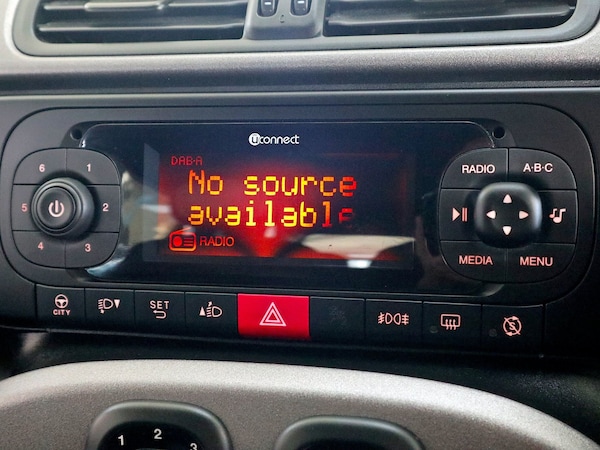 uconnect
DAB-A
No source
available
RADIO
6 1
5 2
4 3
RADIO A·B·C
MEDIA MENU
CITY
SET
1 2 3